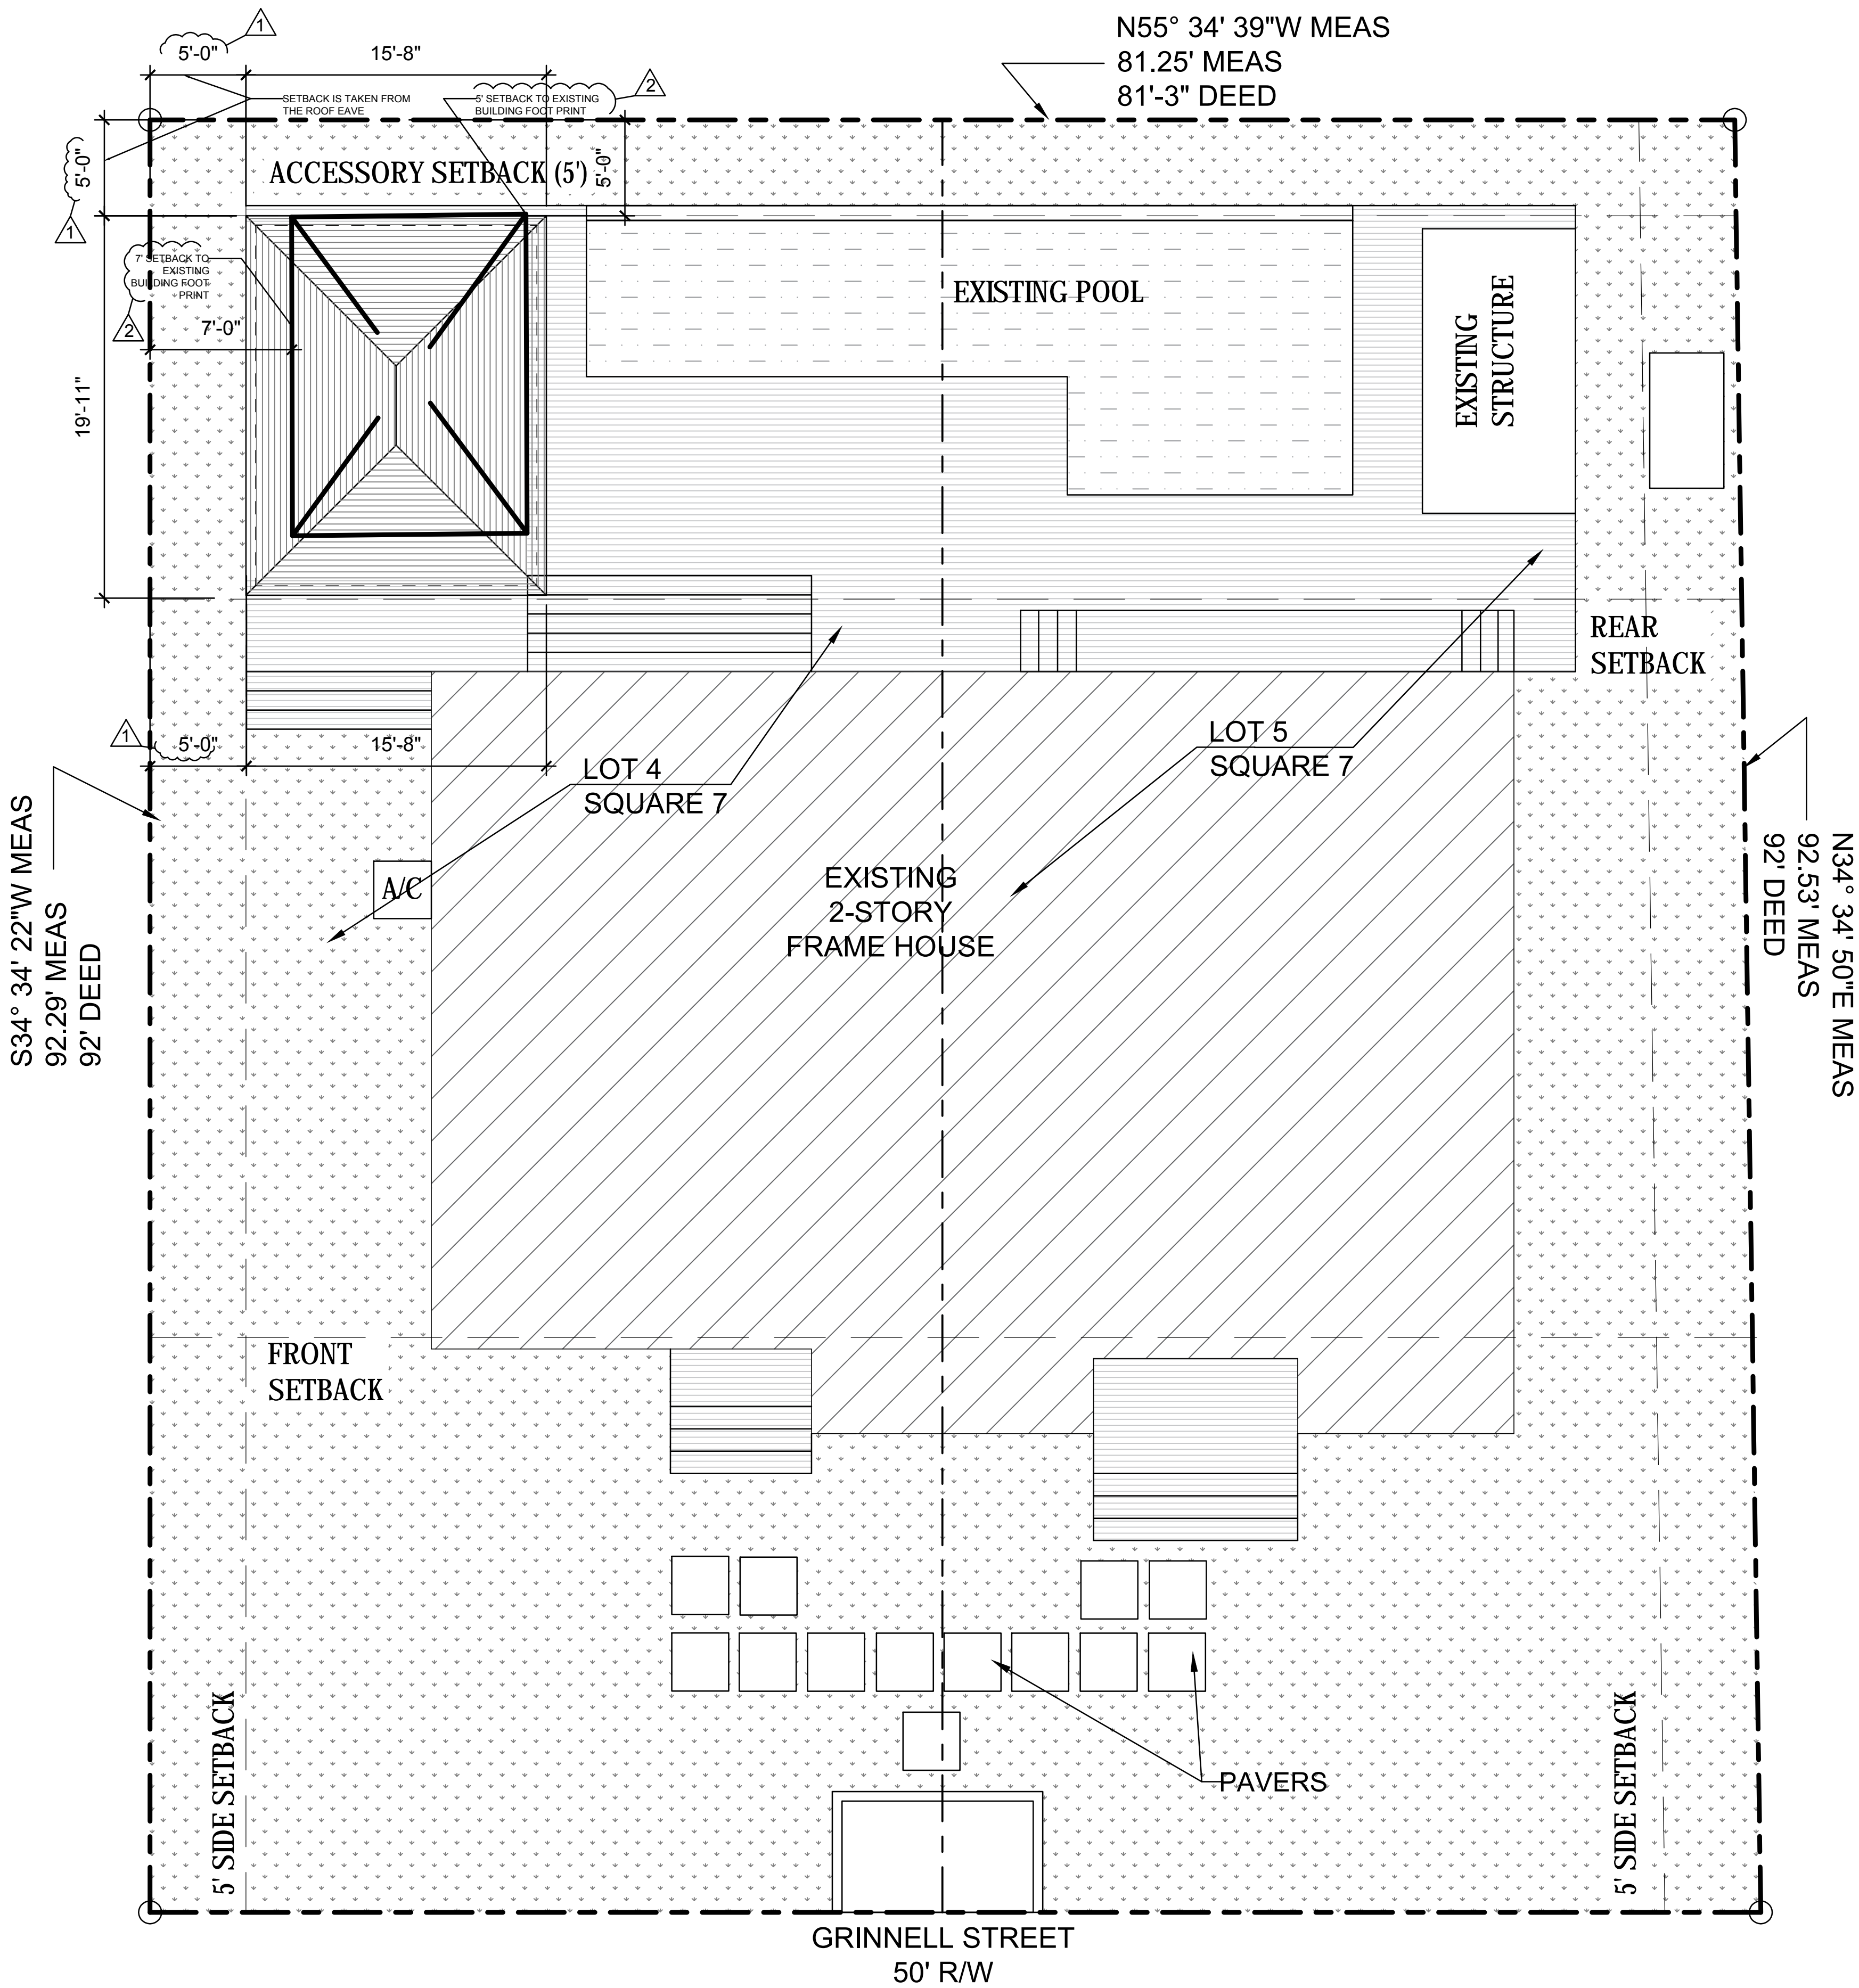 N55° 34' 39"W MEAS
81.25' MEAS
81'-3" DEED
1
5'-0"
15'-8"
2
SETBACK IS TAKEN FROM
THE ROOF EAVE
5' SETBACK TO EXISTING
BUILDING FOOT PRINT
5'-0"
1
ACCESSORY SETBACK (5')
5'-0"
7' SETBACK TO
EXISTING
BUILDING FOOT
PRINT
2
7'-0"
19'-11"
EXISTING POOL
EXISTING
STRUCTURE
REAR
SETBACK
1
5'-0"
15'-8"
LOT 4
SQUARE 7
LOT 5
SQUARE 7
A/C
EXISTING
2-STORY
FRAME HOUSE
S34° 34' 22"W MEAS
92.29' MEAS
92' DEED
N34° 34' 50"E MEAS
92.53' MEAS
92' DEED
FRONT
SETBACK
5' SIDE SETBACK
5' SIDE SETBACK
PAVERS
GRINNELL STREET
50' R/W